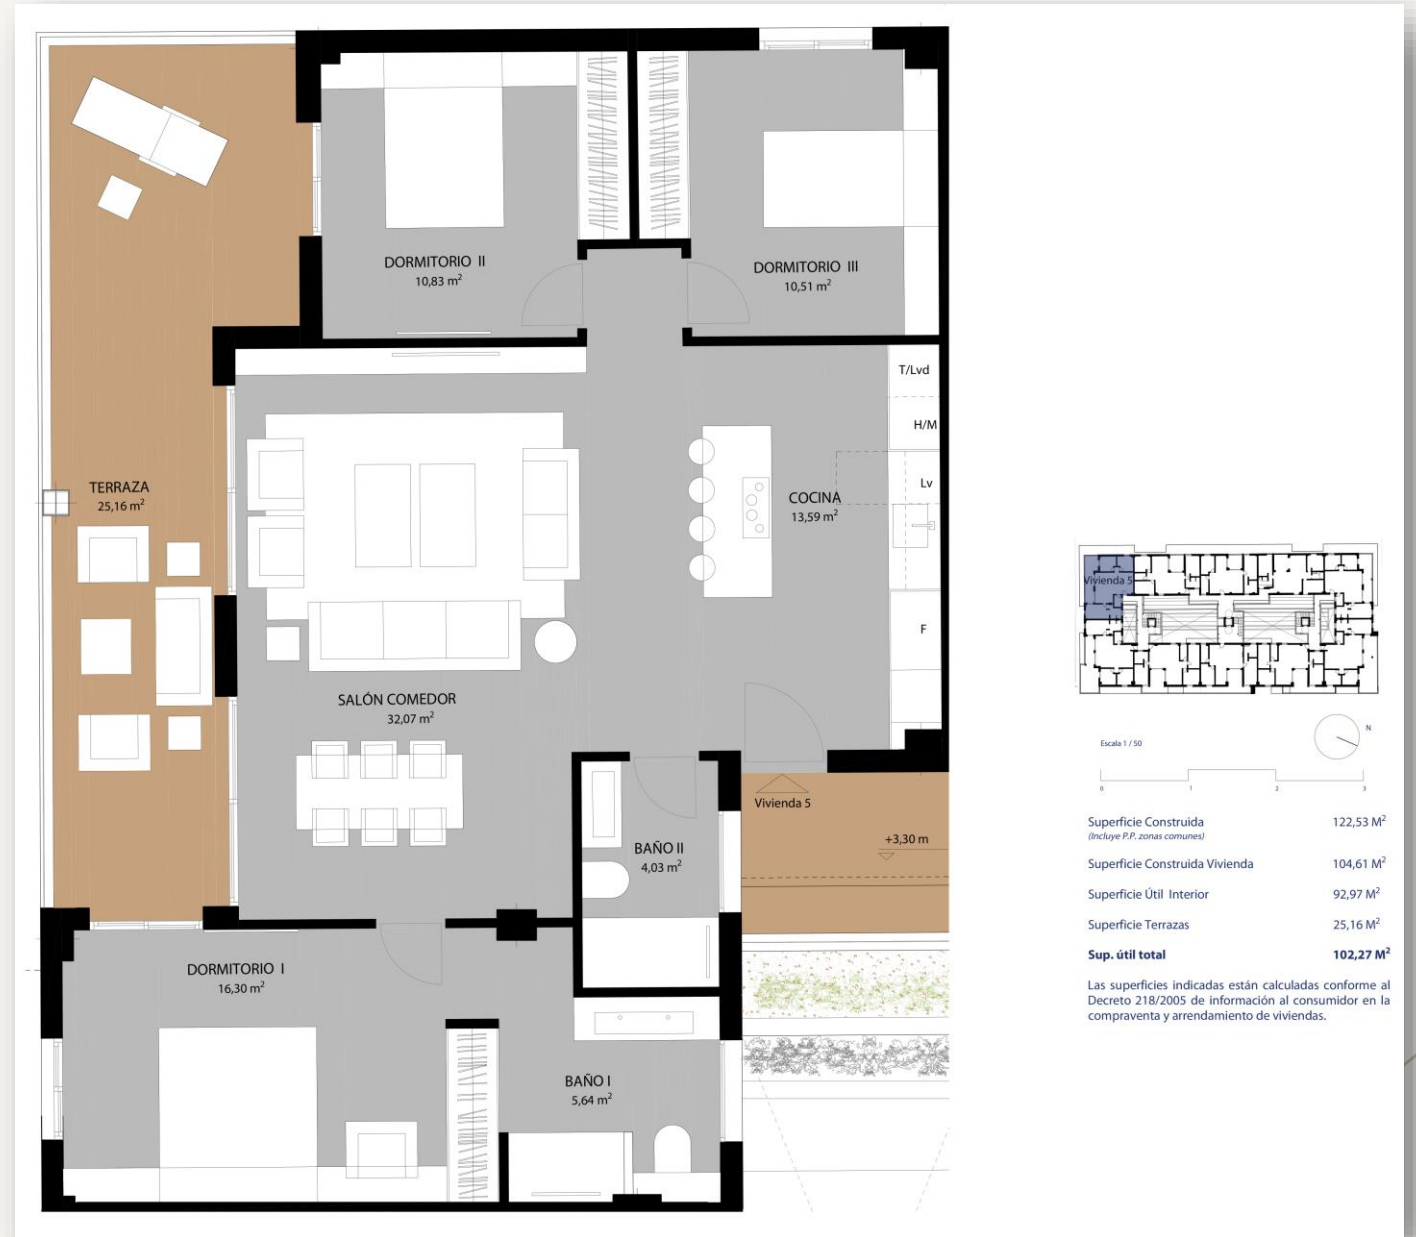 DORMITORIO II
10,83 m²
DORMITORIO III
10,51 m²
T/Lvd
H/M
Lv
TERRAZA
25,16 m²
COCINA
13,59 m²
F
SALÓN COMEDOR
32,07 m²
Vivienda 5
+3,30 m
BAÑO II
4,03 m²
DORMITORIO I
16,30 m²
BAÑO I
5,64 m²
Vivienda 5
N
Escala 1 / 50
0 1 2 3
Superficie Construida 122,53 M²
(Incluye P.P. zonas comunes)
Superficie Construida Vivienda 104,61 M²
Superficie Útil Interior 92,97 M²
Superficie Terrazas 25,16 M²
Sup. útil total 102,27 M²
Las superficies indicadas están calculadas conforme al
Decreto 218/2005 de información al consumidor en la
compraventa y arrendamiento de viviendas.